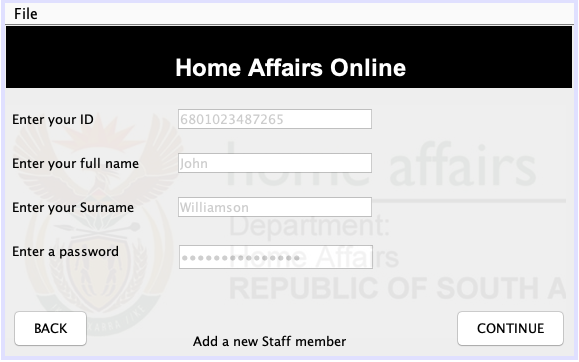 File
Home Affairs Online
Enter your ID 6801023487265
home affairs
Enter your full name John
Enter your Surname Williamson
Department:
Enter a password ••••••••••••••••
Home Affairs
REPUBLIC OF SOUTH A
BACK
Add a new Staff member
CONTINUE